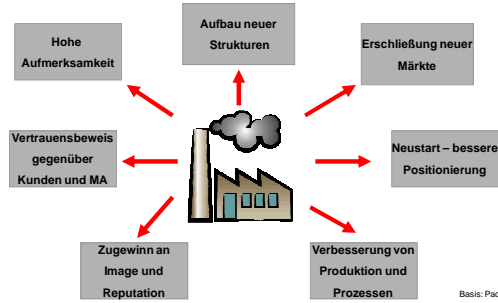 Aufbau neuer
Strukturen
Hohe
Aufmerksamkeit
Erschließung neuer
Märkte
Vertrauensbeweis
gegenüber
Kunden und MA
Neustart – bessere
Positionierung
Zugewinn an
Image und
Reputation
Verbesserung von
Produktion und
Prozessen
Basis: